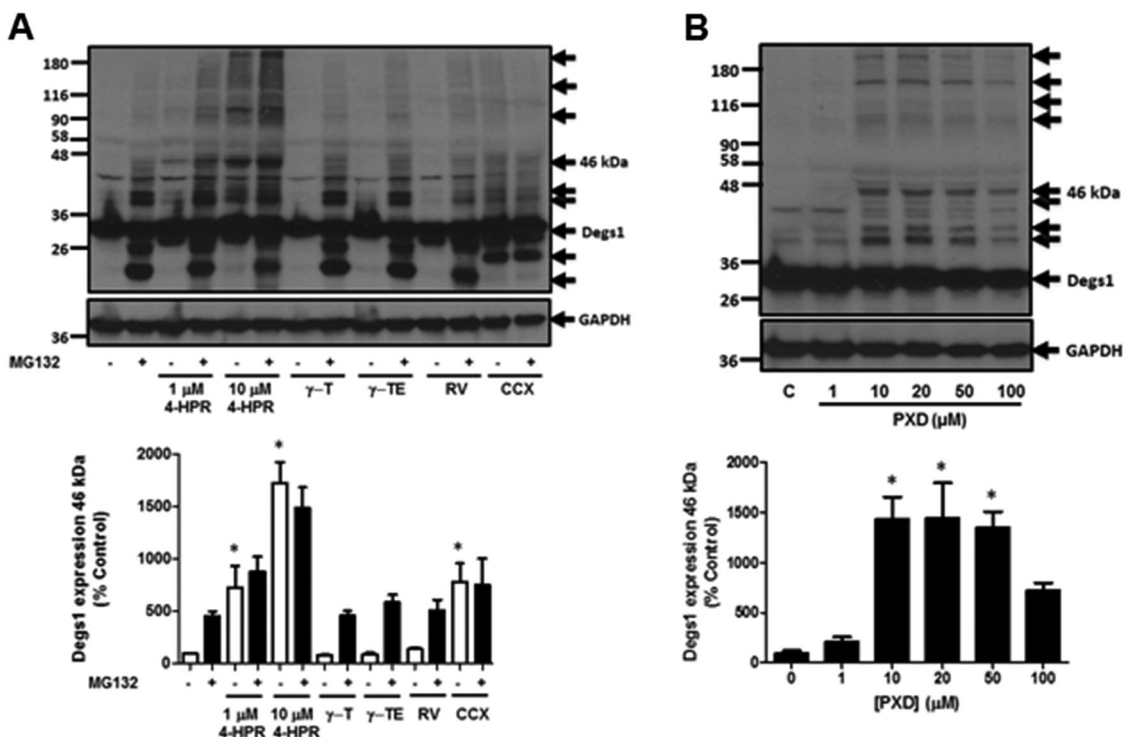 A
180
116
90
58
48
36
26
46 kDa
Degs1
36
GAPDH
MG132 - + - + - + - + - + - + - +
1 µM 10 µM γ–T γ–TE RV CCX
4-HPR 4-HPR
Degs1 expression 46 kDa
(% Control)
2000
1500
1000
500
0
* * *
MG132 - + - + - + - + - + - + - +
1 µM 10 µM γ–T γ–TE RV CCX
4-HPR 4-HPR
B
180
116
90
58
48
36
26
46 kDa
Degs1
36
GAPDH
C 1 10 20 50 100
PXD (µM)
Degs1 expression 46 kDa
(% Control)
2000
1500
1000
500
0
* * *
0 1 10 20 50 100
[PXD] (µM)